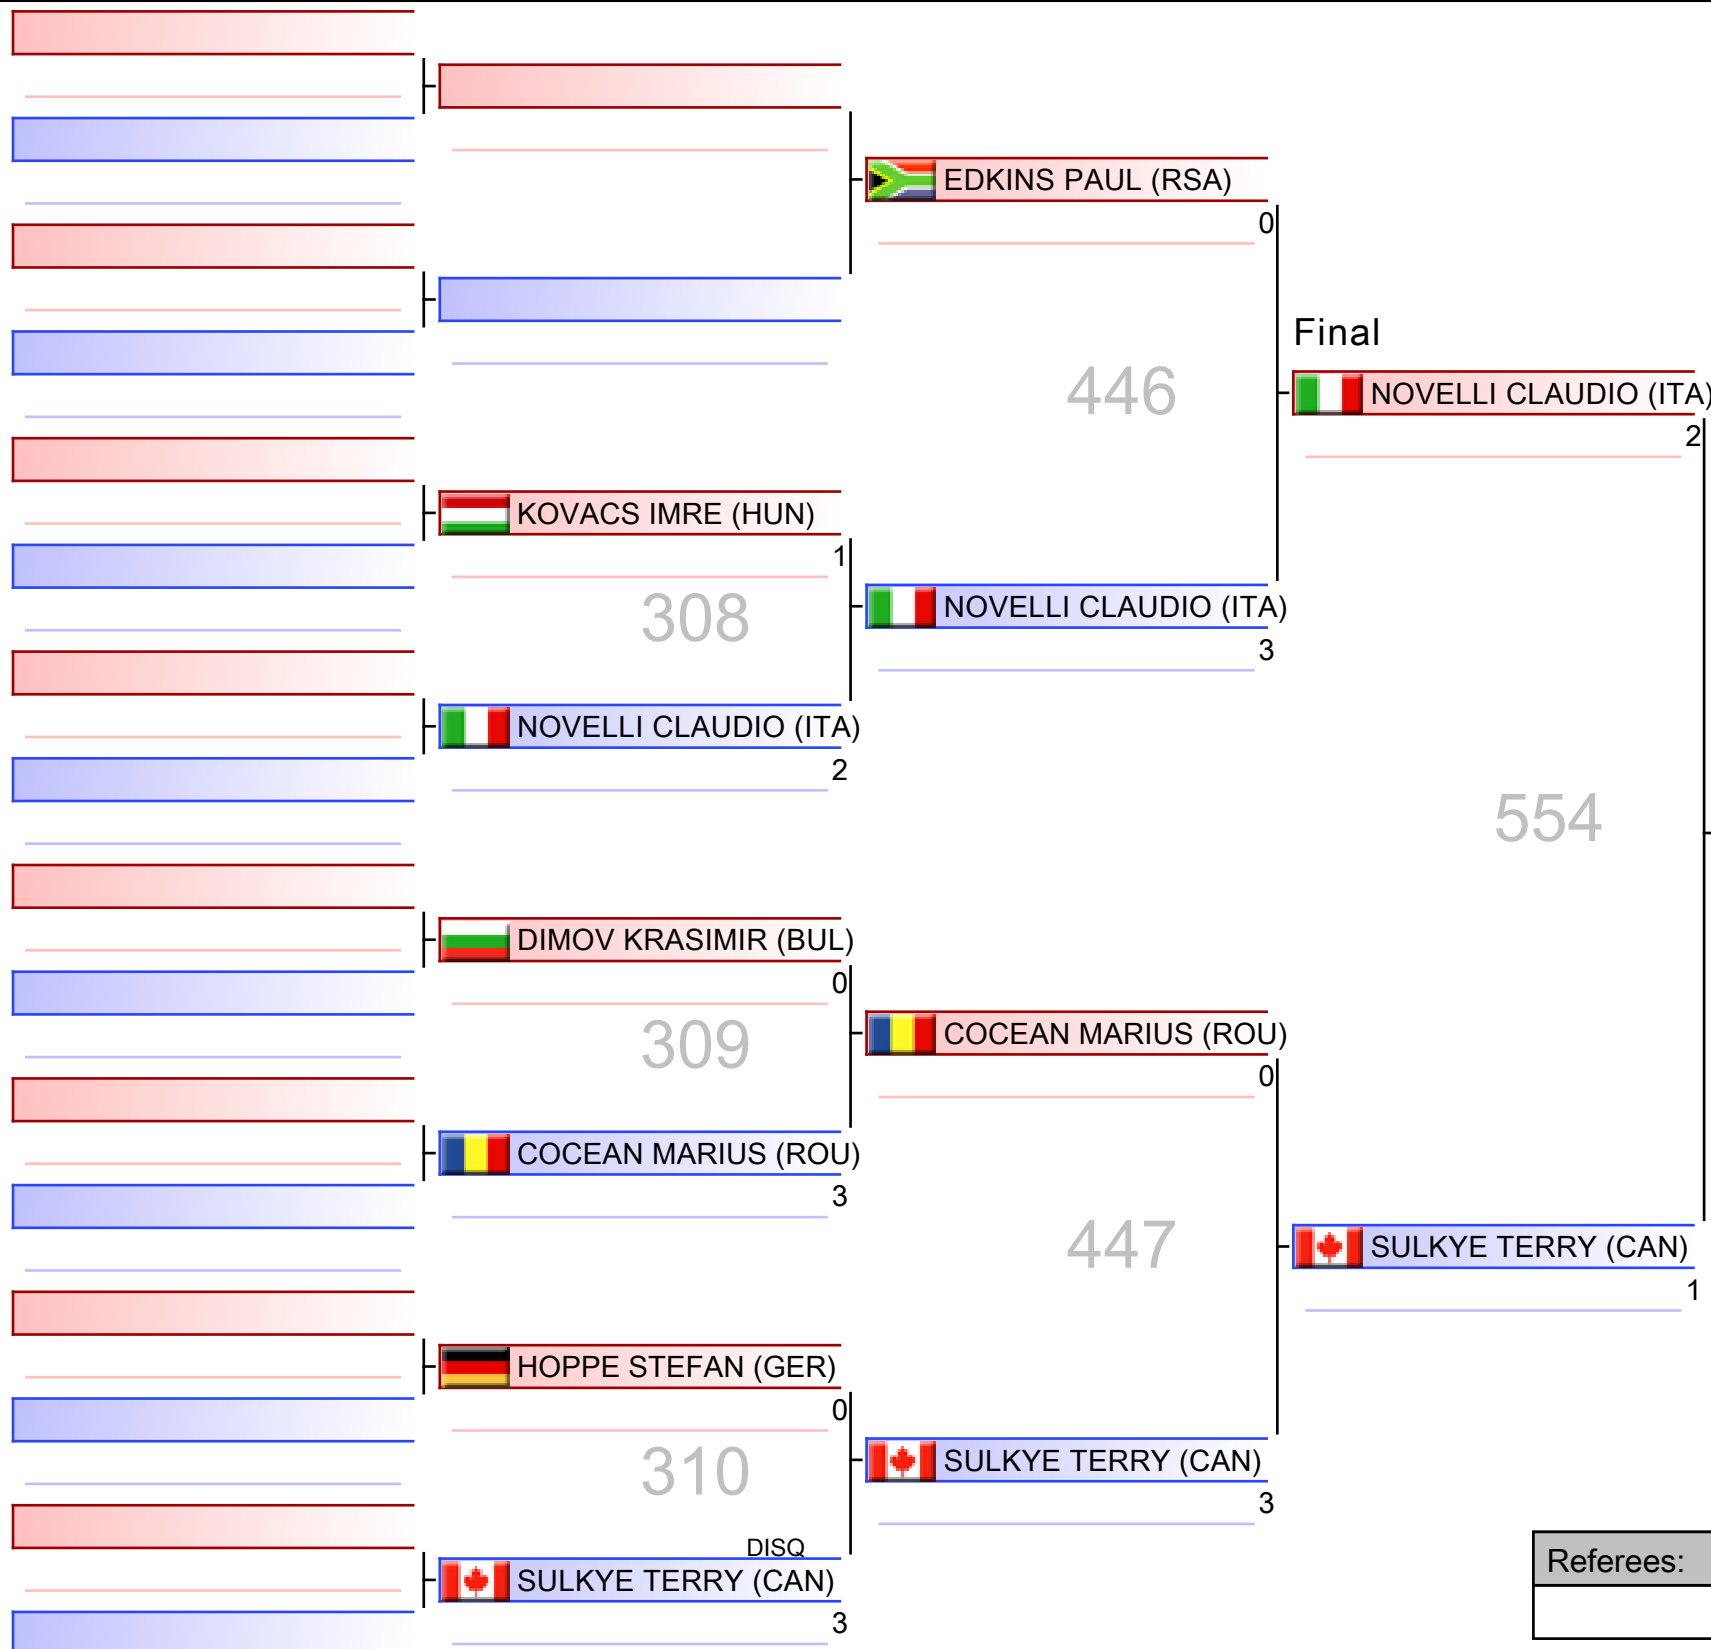 EDKINS PAUL (RSA)
0
446
Final
NOVELLI CLAUDIO (ITA)
2
KOVACS IMRE (HUN)
1
308
NOVELLI CLAUDIO (ITA)
3
NOVELLI CLAUDIO (ITA)
2
554
DIMOV KRASIMIR (BUL)
0
309
COCEAN MARIUS (ROU)
0
COCEAN MARIUS (ROU)
3
447
SULKYE TERRY (CAN)
1
HOPPE STEFAN (GER)
0
310
SULKYE TERRY (CAN)
3
DISQ
SULKYE TERRY (CAN)
3
Referees: